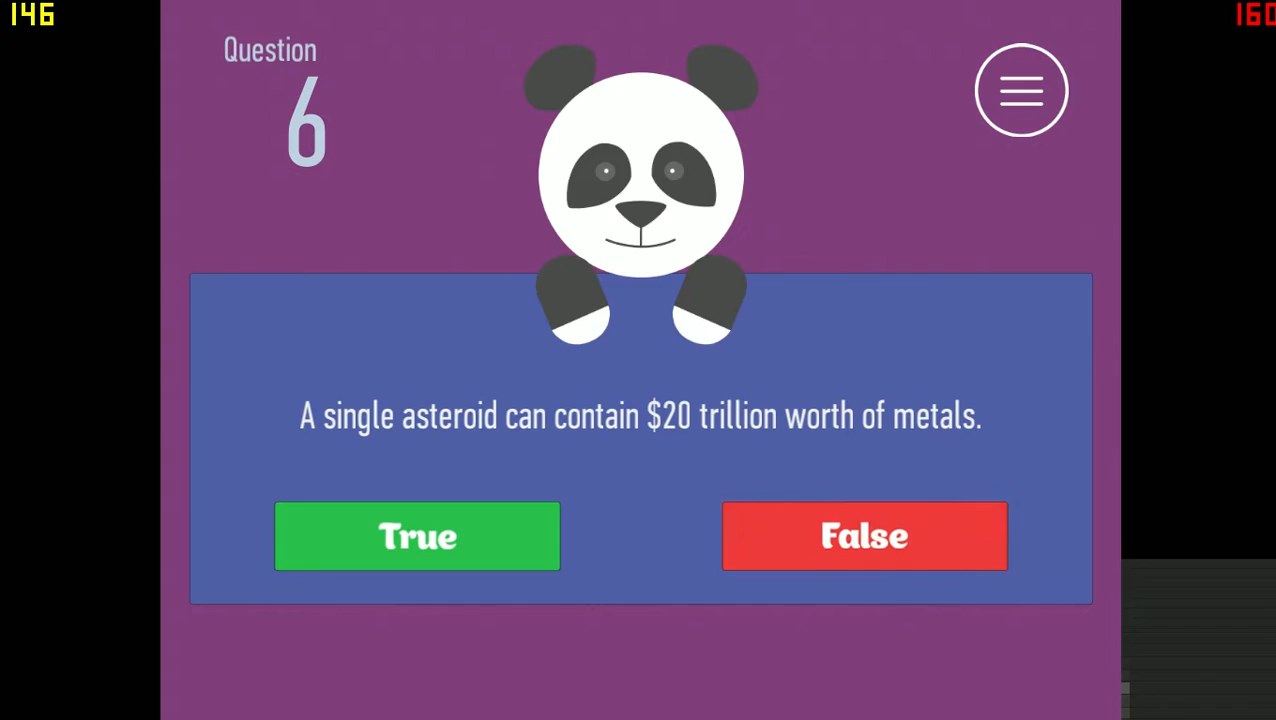 146
160
Question
6
A single asteroid can contain $20 trillion worth of metals.
True
False